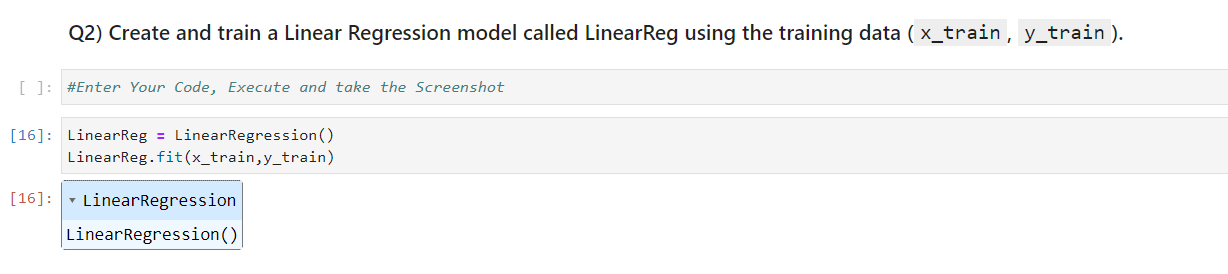 Q2) Create and train a Linear Regression model called LinearReg using the training data ( x_train , y_train ).
[ ]: #Enter Your Code, Execute and take the Screenshot
[16]: LinearReg = LinearRegression()
LinearReg.fit(x_train,y_train)
[16]: ▾ LinearRegression
LinearRegression()